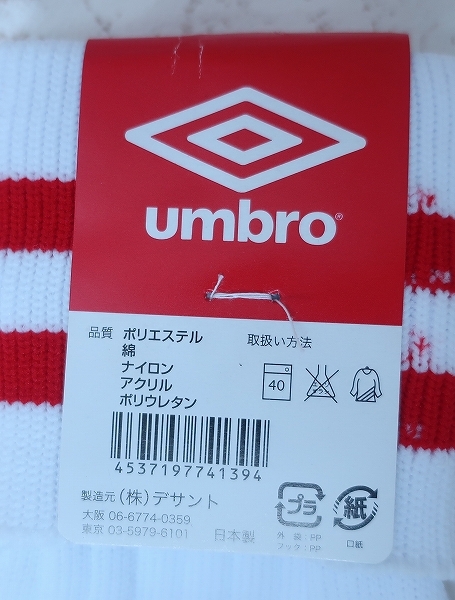 umbro®
品質 ポリエステル 取扱い方法
綿
ナイロン
アクリル
ポリウレタン
40
4537197741394
製造元 (株)デサント
大阪 06-6774-0359
東京 03-5979-6101 日本製
プラ 紙
外袋:PP
フック:PP 口紙